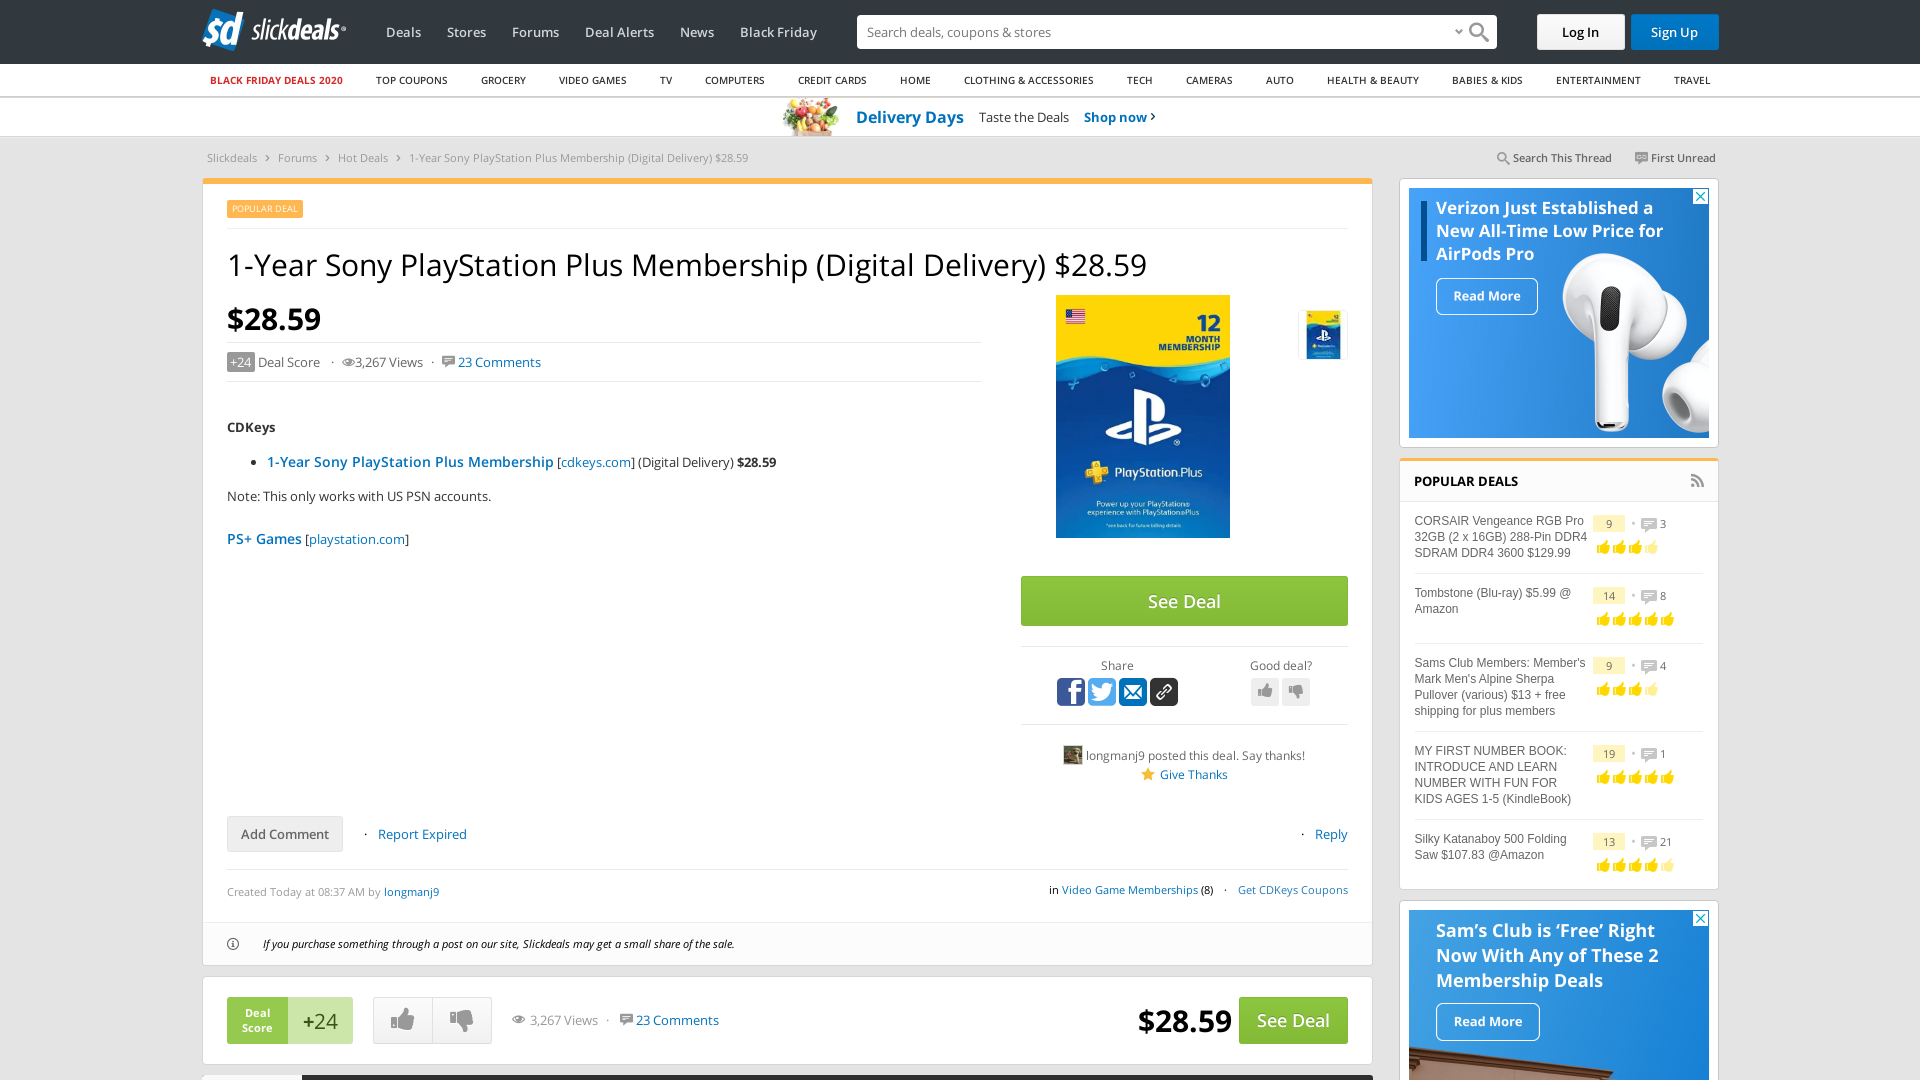 slickdeals
Deals
Stores
Forums
Deal Alerts
News
Black Friday
Search deals, coupons & stores
Log In
Sign Up
BLACK FRIDAY DEALS 2020
TOP COUPONS
GROCERY
VIDEO GAMES
TV
COMPUTERS
CREDIT CARDS
HOME
CLOTHING & ACCESSORIES
TECH
CAMERAS
AUTO
HEALTH & BEAUTY
BABIES & KIDS
ENTERTAINMENT
TRAVEL
Delivery Days Taste the Deals Shop now ›
Slickdeals › Forums › Hot Deals › 1-Year Sony PlayStation Plus Membership (Digital Delivery) $28.59
Search This Thread
First Unread
POPULAR DEAL
1-Year Sony PlayStation Plus Membership (Digital Delivery) $28.59
$28.59
+24 Deal Score · 3,267 Views · 23 Comments
CDKeys
• 1-Year Sony PlayStation Plus Membership [cdkeys.com] (Digital Delivery) $28.59
Note: This only works with US PSN accounts.
PS+ Games [playstation.com]
12
MONTH
MEMBERSHIP
PlayStation.Plus
Power up your PlayStation®
experience with PlayStation®Plus
*see back for future billing details
See Deal
Share
Good deal?
longmanj9 posted this deal. Say thanks!
Give Thanks
Add Comment
· Report Expired
· Reply
Created Today at 08:37 AM by longmanj9
in Video Game Memberships (8) · Get CDKeys Coupons
If you purchase something through a post on our site, Slickdeals may get a small share of the sale.
Deal
Score
+24
3,267 Views · 23 Comments
$28.59
See Deal
Verizon Just Established a
New All-Time Low Price for
AirPods Pro
Read More
POPULAR DEALS
CORSAIR Vengeance RGB Pro
32GB (2 x 16GB) 288-Pin DDR4
SDRAM DDR4 3600 $129.99
9 • 3
Tombstone (Blu-ray) $5.99 @
Amazon
14 • 8
Sams Club Members: Member's
Mark Men's Alpine Sherpa
Pullover (various) $13 + free
shipping for plus members
9 • 4
MY FIRST NUMBER BOOK:
INTRODUCE AND LEARN
NUMBER WITH FUN FOR
KIDS AGES 1-5 (KindleBook)
19 • 1
Silky Katanaboy 500 Folding
Saw $107.83 @Amazon
13 • 21
Sam's Club is 'Free' Right
Now With Any of These 2
Membership Deals
Read More